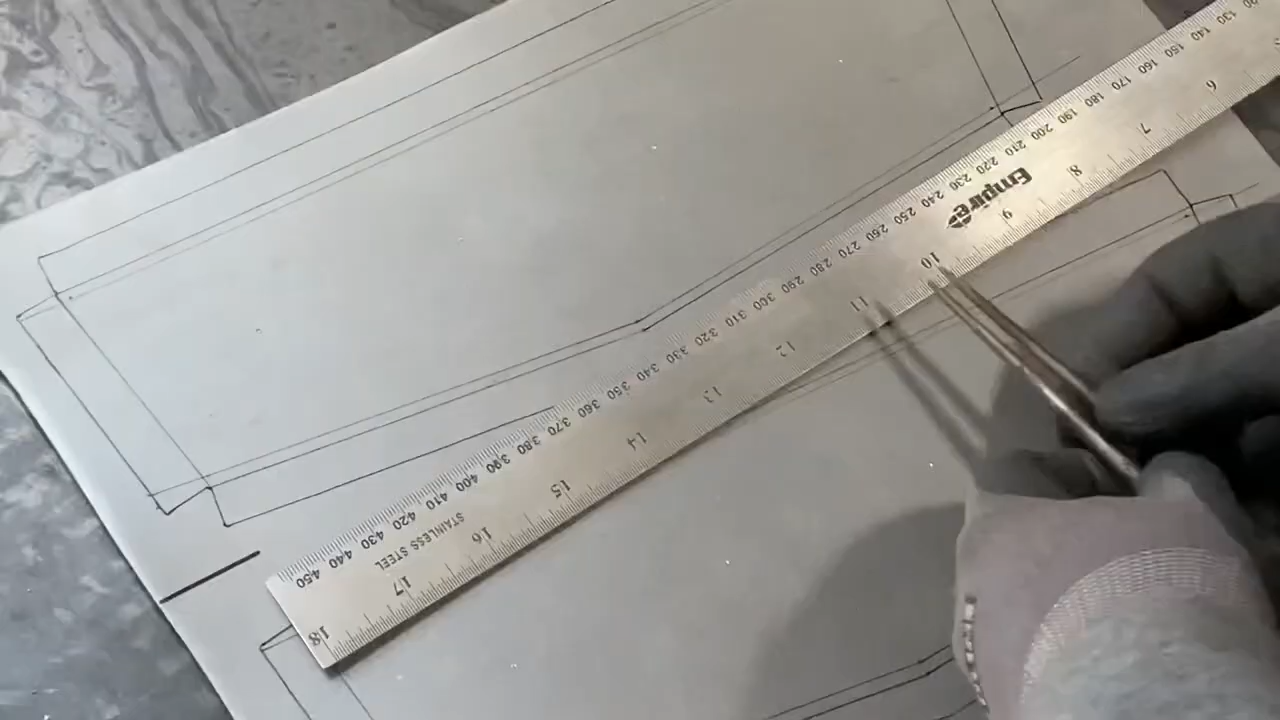 Empire
STAINLESS STEEL
130 140 150 160 170 180 190 200 210 220 230 240 250 260 270 280 290 300 310 320 330 340 350 360 370 380 390 400 410 420 430 440 450
6 7 8 9 10 11 12 13 14 15 16 17 18